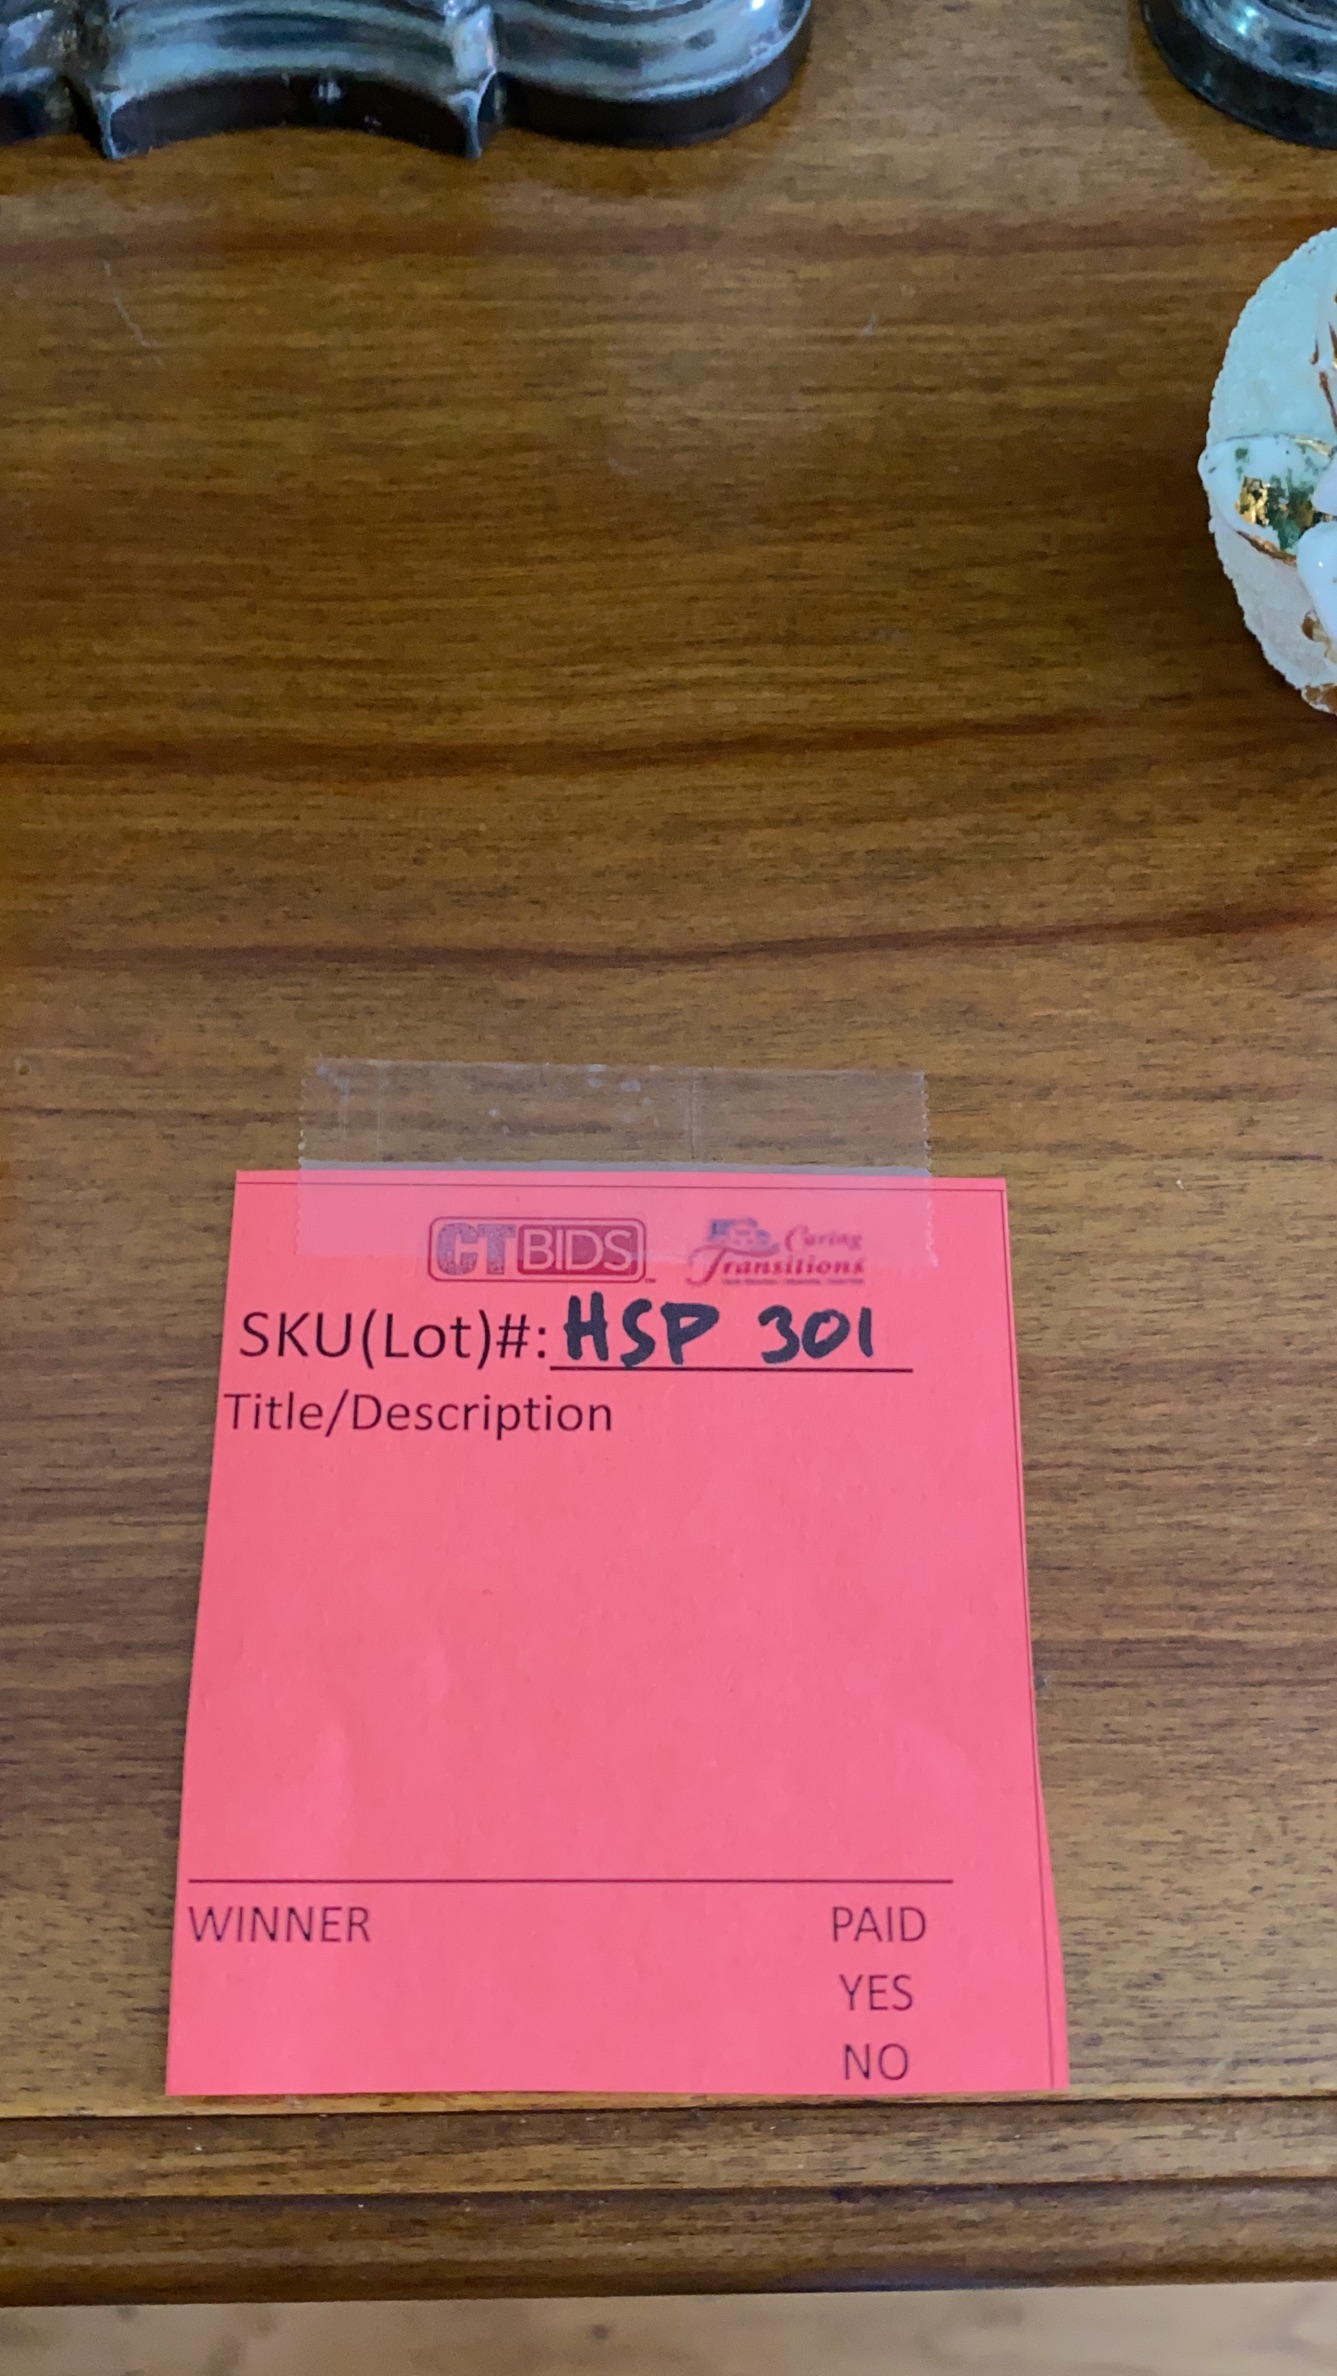 CTBIDS
Caring
Transitions
SKU(Lot)#: HSP 301
Title/Description
WINNER PAID
YES
NO